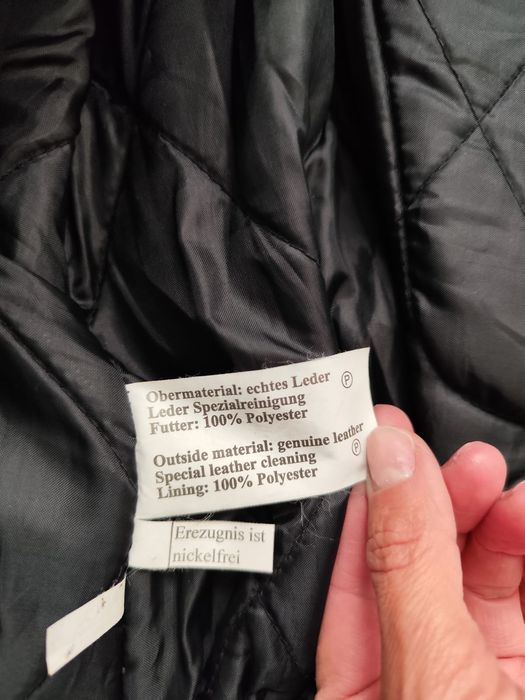 Obermaterial: echtes Leder Ⓟ
Leder Spezialreinigung
Futter: 100% Polyester
Outside material: genuine leather
Special leather cleaning Ⓟ
Lining: 100% Polyester
Erezugnis ist
nickelfrei